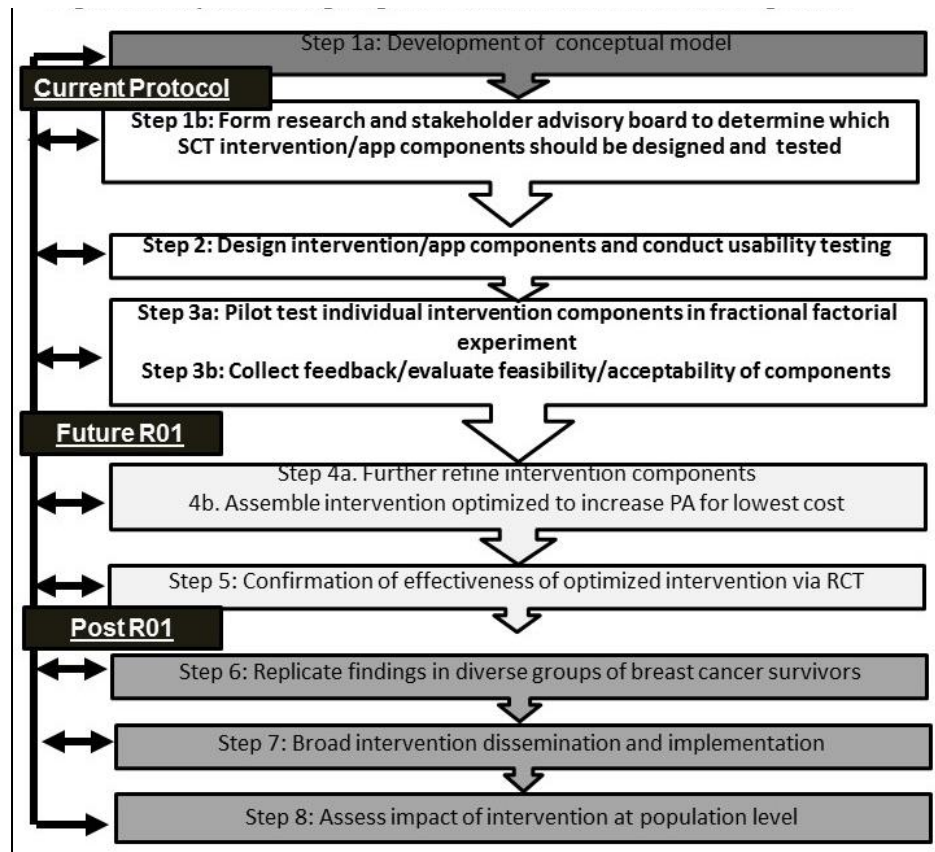 Step 1a: Development of conceptual model
Current Protocol
Step 1b: Form research and stakeholder advisory board to determine which
SCT intervention/app components should be designed and tested
Step 2: Design intervention/app components and conduct usability testing
Step 3a: Pilot test individual intervention components in fractional factorial
experiment
Step 3b: Collect feedback/evaluate feasibility/acceptability of components
Future R01
Step 4a. Further refine intervention components
4b. Assemble intervention optimized to increase PA for lowest cost
Step 5: Confirmation of effectiveness of optimized intervention via RCT
Post R01
Step 6: Replicate findings in diverse groups of breast cancer survivors
Step 7: Broad intervention dissemination and implementation
Step 8: Assess impact of intervention at population level